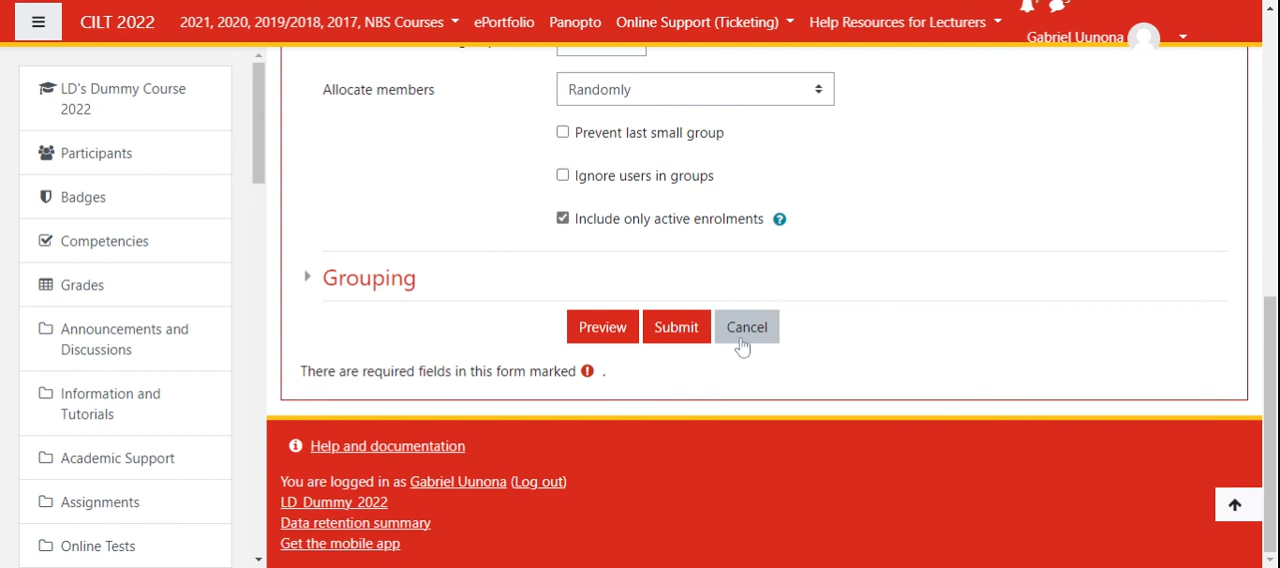 CILT 2022
2021, 2020, 2019/2018, 2017, NBS Courses
ePortfolio
Panopto
Online Support (Ticketing)
Help Resources for Lecturers
Gabriel Uunona
LD's Dummy Course
2022
Participants
Badges
Competencies
Grades
Announcements and
Discussions
Information and
Tutorials
Academic Support
Assignments
Online Tests
Allocate members
Randomly
Prevent last small group
Ignore users in groups
Include only active enrolments ?
Grouping
Preview
Submit
Cancel
There are required fields in this form marked ! .
Help and documentation
You are logged in as Gabriel Uunona (Log out)
LD_Dummy_2022
Data retention summary
Get the mobile app